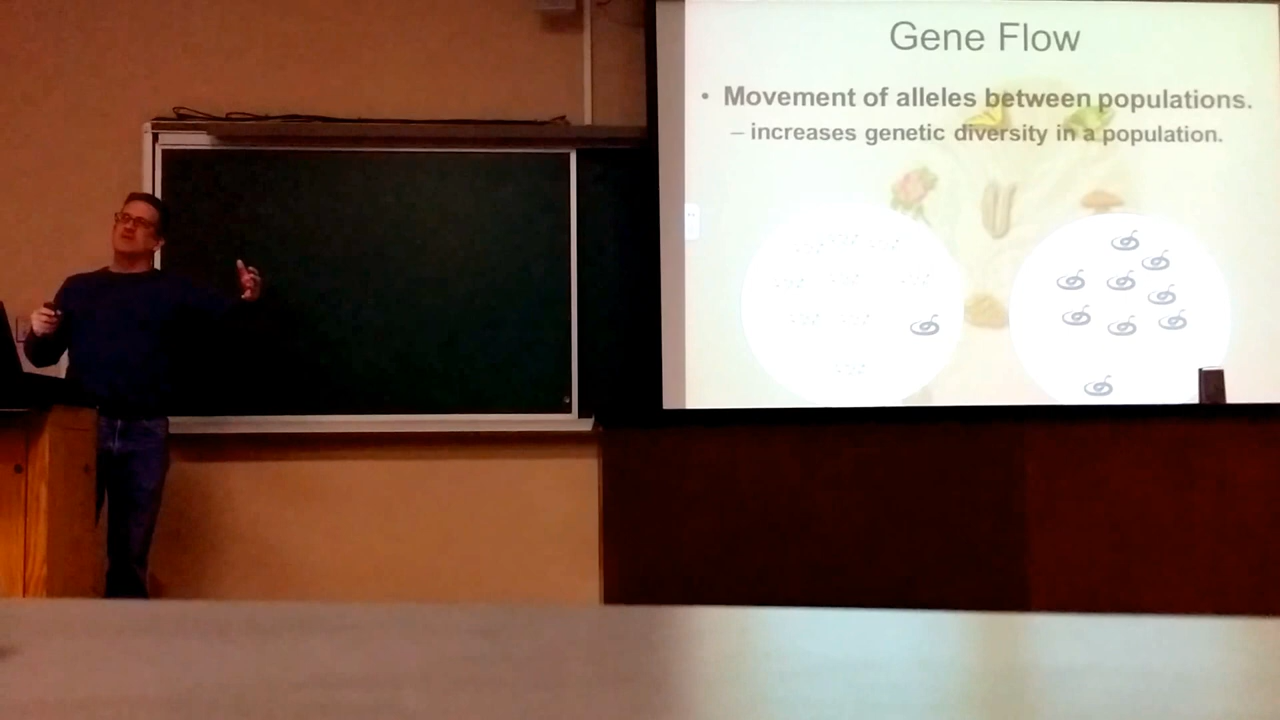 Gene Flow
• Movement of alleles between populations.
– increases genetic diversity in a population.